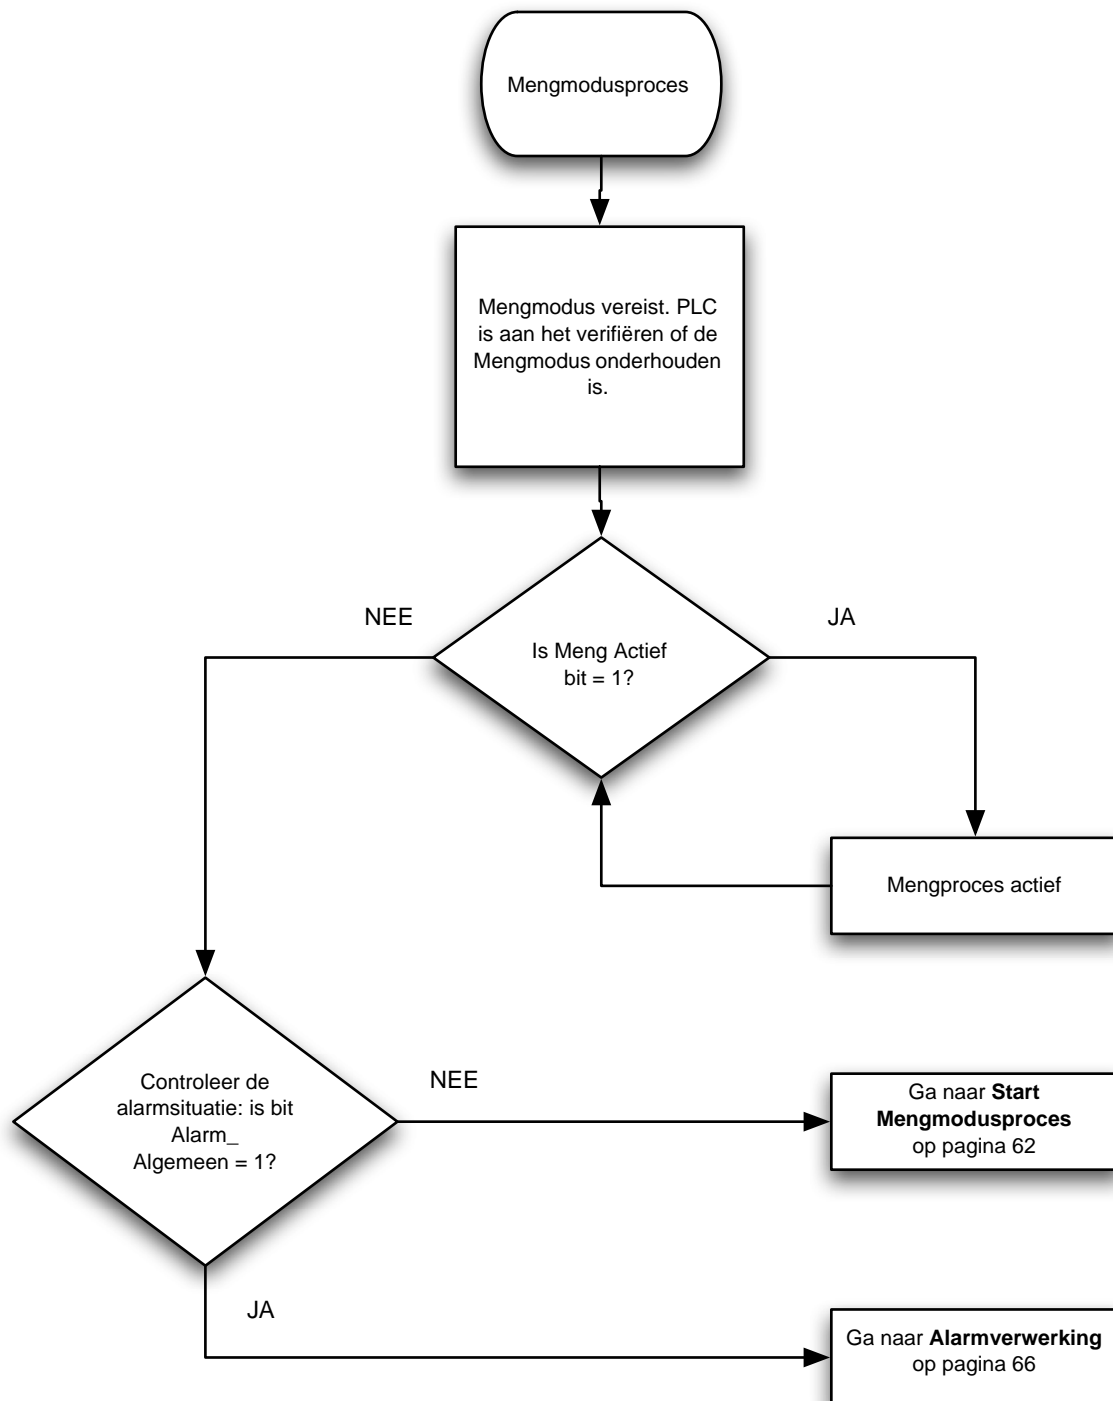 Mengmodusproces
Mengmodus vereist. PLC
is aan het verifiëren of de
Mengmodus onderhouden
is.
NEE
JA
Is Meng Actief
bit = 1?
Mengproces actief
Controleer de
alarmsituatie: is bit
Alarm_
Algemeen = 1?
NEE
Ga naar Start
Mengmodusproces
op pagina 62
JA
Ga naar Alarmverwerking
op pagina 66